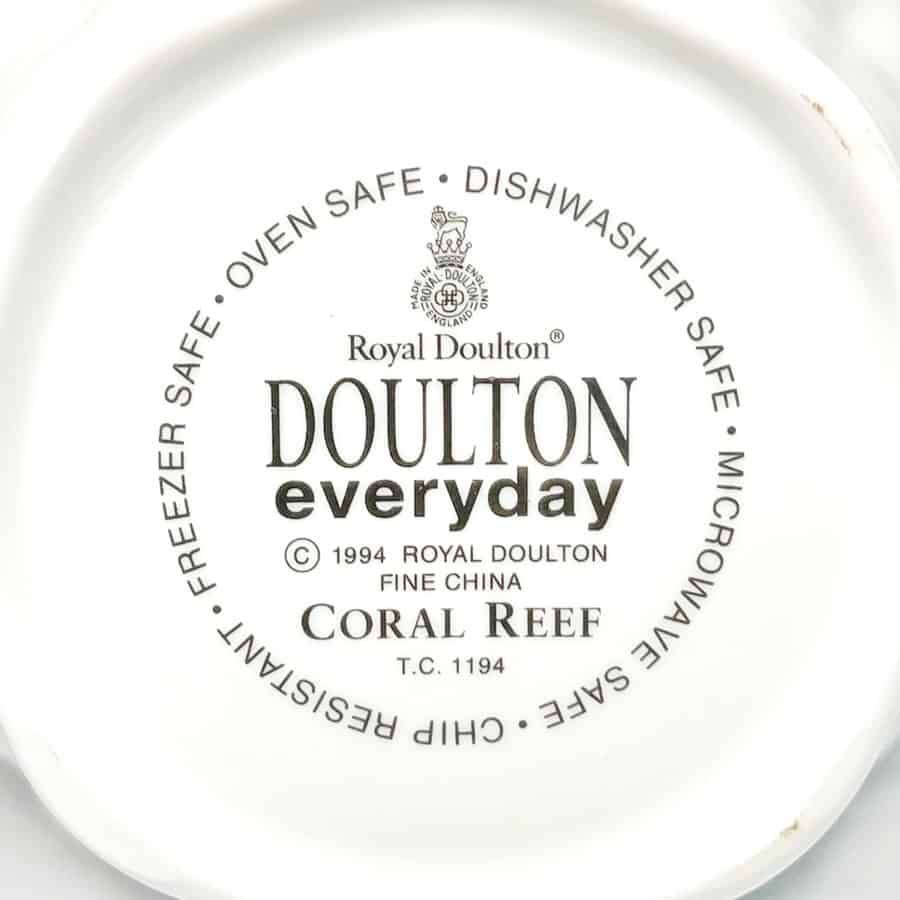 OVEN SAFE • DISHWASHER SAFE • MICROWAVE SAFE • CHIP RESISTANT • FREEZER SAFE •
MADE IN ENGLAND
ROYAL • DOULTON
ENGLAND
Royal Doulton®
DOULTON
everyday
© 1994 ROYAL DOULTON
FINE CHINA
CORAL REEF
T.C. 1194